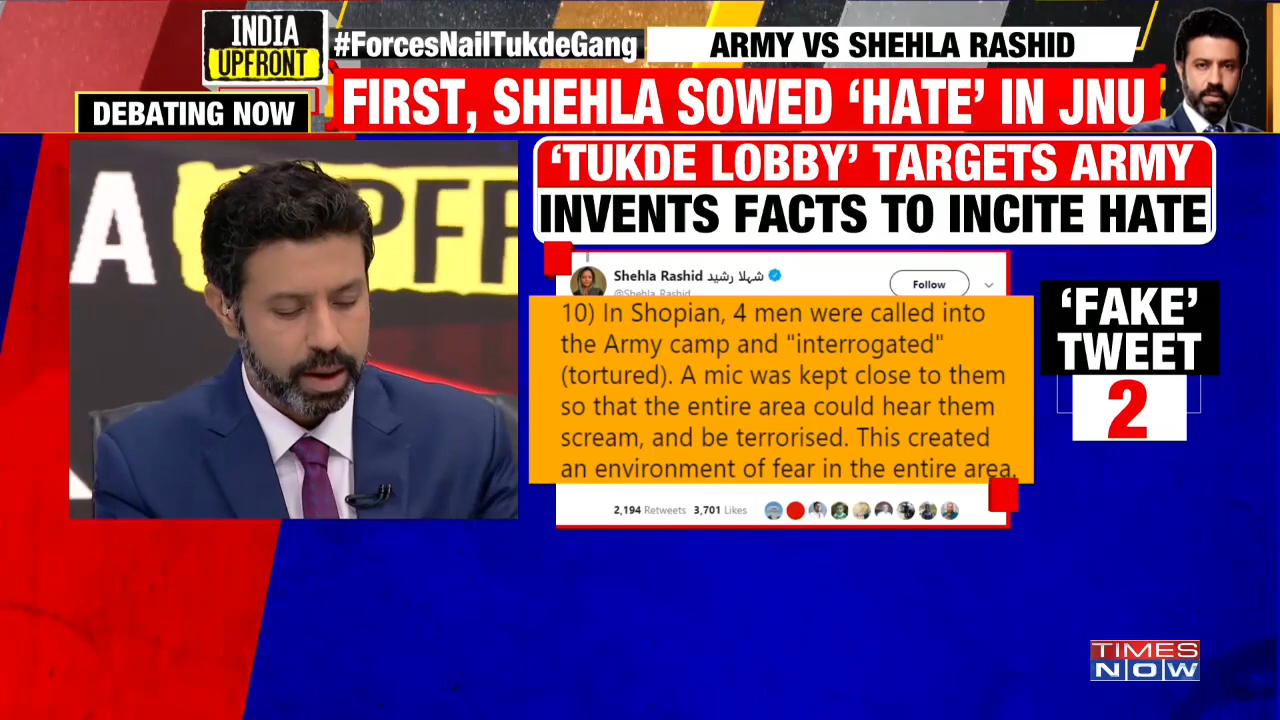 INDIA
UPFRONT
#ForcesNailTukdeGang
ARMY VS SHEHLA RASHID
DEBATING NOW
FIRST, SHEHLA SOWED ‘HATE’ IN JNU
‘TUKDE LOBBY’ TARGETS ARMY
INVENTS FACTS TO INCITE HATE
A UPFF
Shehla Rashid شہلا رشید
@Shehla_Rashid
Follow
10) In Shopian, 4 men were called into
the Army camp and "interrogated"
(tortured). A mic was kept close to them
so that the entire area could hear them
scream, and be terrorised. This created
an environment of fear in the entire area.
2,194 Retweets 3,701 Likes
‘FAKE’
TWEET
2
TIMES
NOW